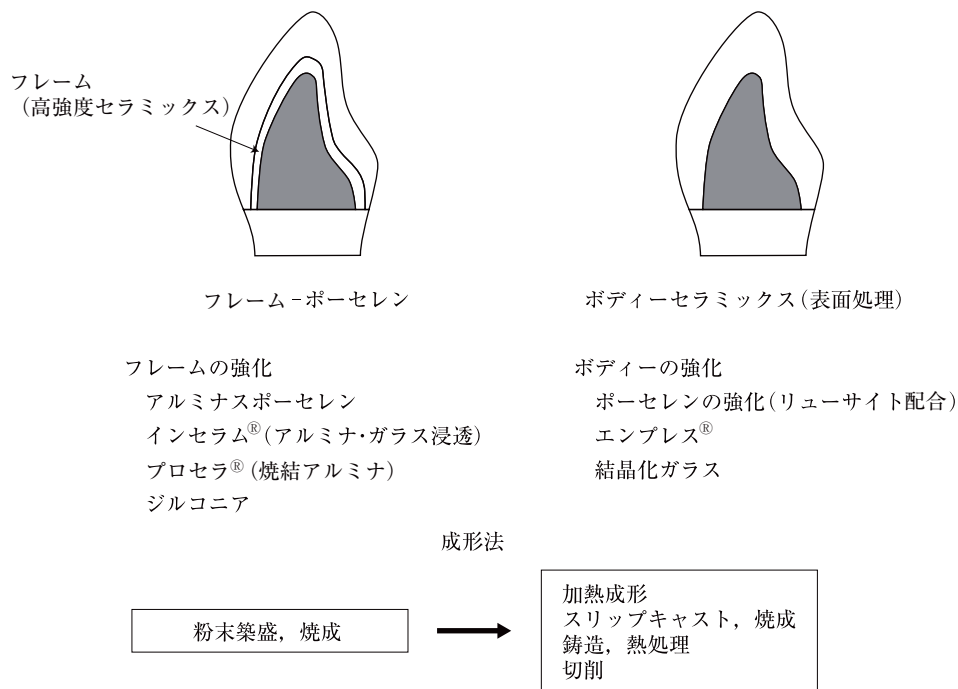 フレーム
（高強度セラミックス）
フレーム－ポーセレン
ボディーセラミックス（表面処理）
フレームの強化
アルミナスポーセレン
インセラム®（アルミナ・ガラス浸透）
プロセラ®（焼結アルミナ）
ジルコニア
ボディーの強化
ポーセレンの強化（リューサイト配合）
エンプレス®
結晶化ガラス
成形法
粉末築盛，焼成
加熱成形
スリップキャスト，焼成
鋳造，熱処理
切削